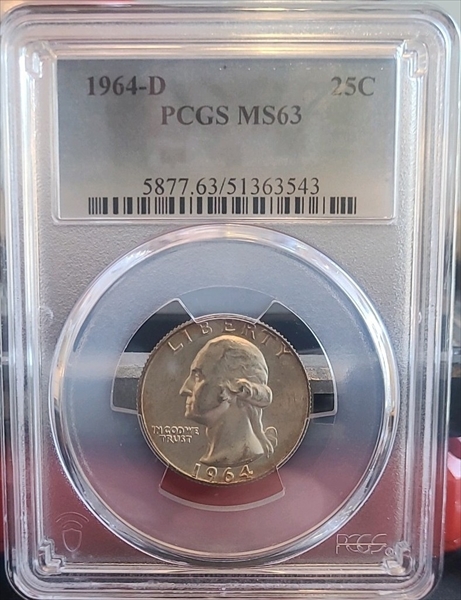 1964-D 25C
PCGS MS63
5877.63/51363543
LIBERTY
IN GOD WE
TRUST
1964
PCGS